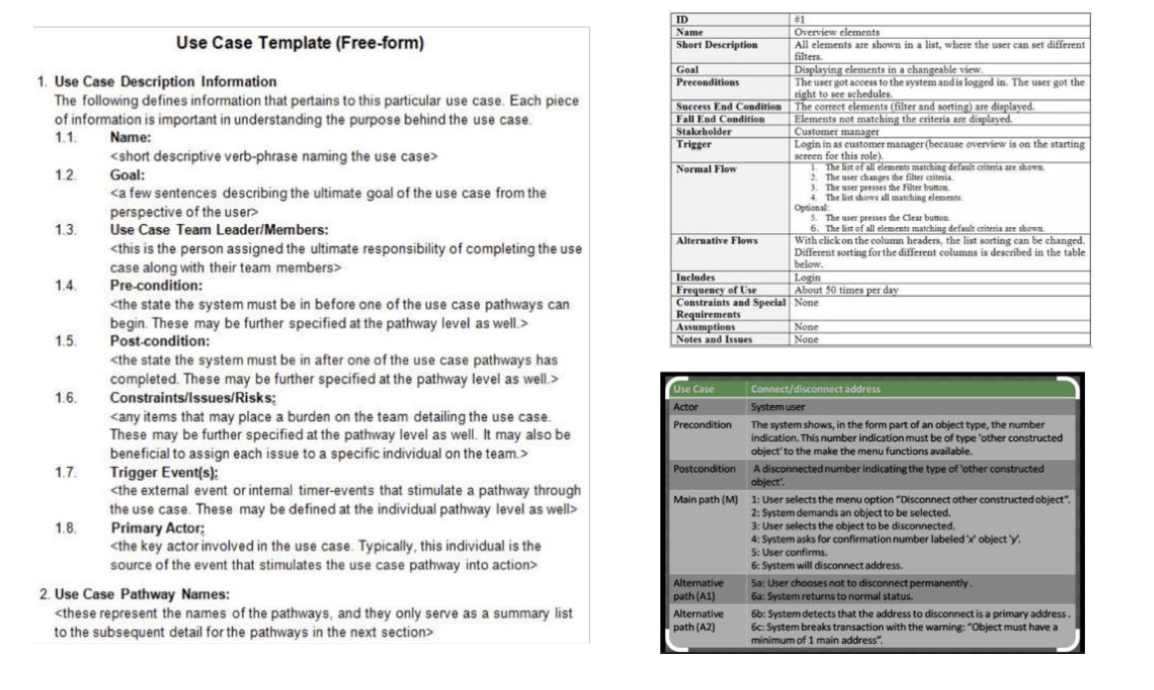 Use Case Template (Free-form)
1. Use Case Description Information
The following defines information that pertains to this particular use case. Each piece
of information is important in understanding the purpose behind the use case.
1.1. Name:
<short descriptive verb-phrase naming the use case>
1.2. Goal:
<a few sentences describing the ultimate goal of the use case from the
perspective of the user>
1.3. Use Case Team Leader/Members:
<this is the person assigned the ultimate responsibility of completing the use
case along with their team members>
1.4. Pre-condition:
<the state the system must be in before one of the use case pathways can
begin. These may be further specified at the pathway level as well.>
1.5. Post-condition:
<the state the system must be in after one of the use case pathways has
completed. These may be further specified at the pathway level as well.>
1.6. Constraints/Issues/Risks:
<any items that may place a burden on the team detailing the use case.
These may be further specified at the pathway level as well. It may also be
beneficial to assign each issue to a specific individual on the team.>
1.7. Trigger Event(s):
<the external event or internal timer-events that stimulate a pathway through
the use case. These may be defined at the individual pathway level as well>
1.8. Primary Actor:
<the key actor involved in the use case. Typically, this individual is the
source of the event that stimulates the use case pathway into action>
2. Use Case Pathway Names:
<these represent the names of the pathways, and they only serve as a summary list
to the subsequent detail for the pathways in the next section>
ID #1
Name Overview elements
Short Description All elements are shown in a list, where the user can set different
filters.
Goal Displaying elements in a changeable view.
Preconditions The user got access to the system and is logged in. The user got the
right to see schedules.
Success End Condition The correct elements (filter and sorting) are displayed.
Fall End Condition Elements not matching the criteria are displayed.
Stakeholder Customer manager
Trigger Login in as customer manager (because overview is on the starting
screen for this role).
Normal Flow 1. The list of all elements matching default criteria are shown.
2. The user changes the filter criteria.
3. The user presses the Filter button.
4. The list shows all matching elements.
Optional:
5. The user presses the Clear button.
6. The list of all elements matching default criteria are shown.
Alternative Flows With click on the column headers, the list sorting can be changed.
Different sorting for the different columns is described in the table
below.
Includes Login
Frequency of Use About 50 times per day
Constraints and Special None
Requirements
Assumptions None
Notes and Issues None
Use Case Connect/disconnect address
Actor System user
Precondition The system shows, in the form part of an object type, the number
indication. This number indication must be of type 'other constructed
object' to the make the menu functions available.
Postcondition A disconnected number indicating the type of 'other constructed
object'.
Main path (M) 1: User selects the menu option "Disconnect other constructed object".
2: System demands an object to be selected.
3: User selects the object to be disconnected.
4: System asks for confirmation number labeled 'x' object 'y'.
5: User confirms.
6: System will disconnect address.
Alternative 5a: User chooses not to disconnect permanently.
path (A1) 6a: System returns to normal status.
Alternative 6b: System detects that the address to disconnect is a primary address.
path (A2) 6c: System breaks transaction with the warning: "Object must have a
minimum of 1 main address".